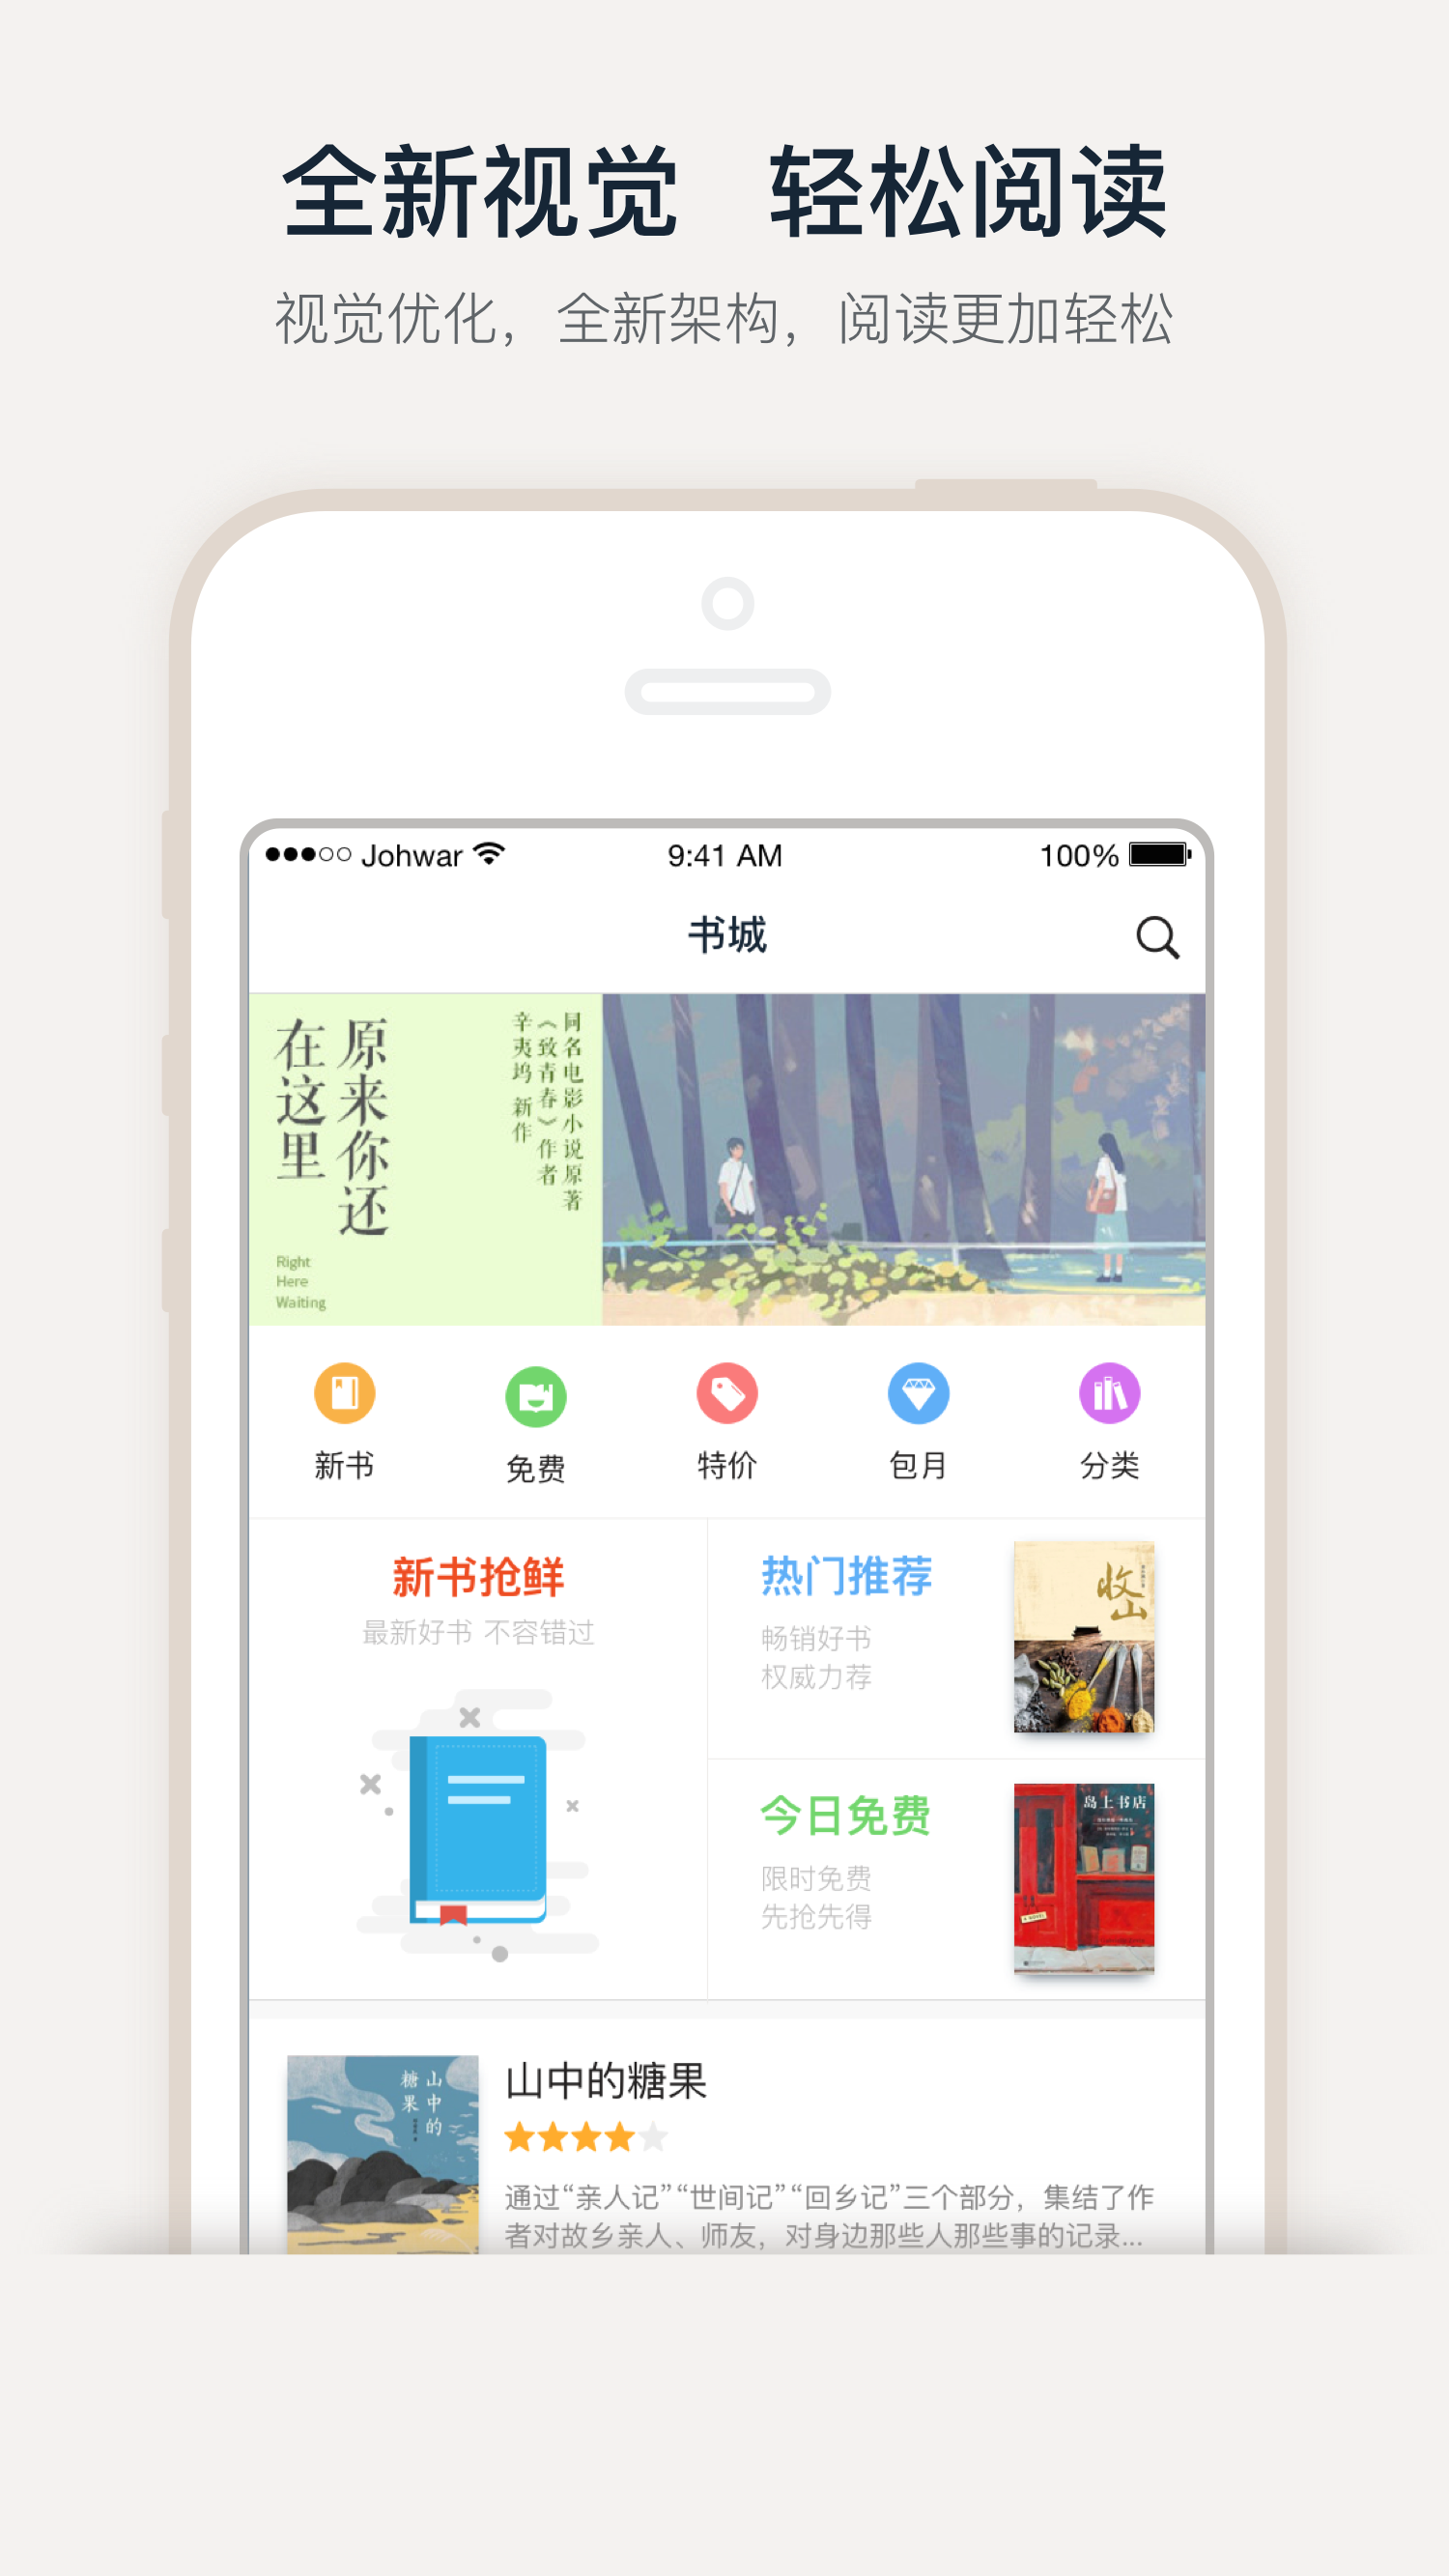 全新视觉 轻松阅读
视觉优化，全新架构，阅读更加轻松
Johwar 9:41 AM 100%
书城
原来你还
在这里
同名电影小说原著
《致青春》作者
辛夷坞 新作
Right
Here
Waiting
新书 免费 特价 包月 分类
新书抢鲜
最新好书 不容错过
热门推荐
畅销好书
权威力荐
收山
今日免费
限时免费
先抢先得
岛上书店
山中的
糖果
山中的糖果
通过“亲人记”“世间记”“回乡记”三个部分，集结了作
者对故乡亲人、师友，对身边那些人那些事的记录...